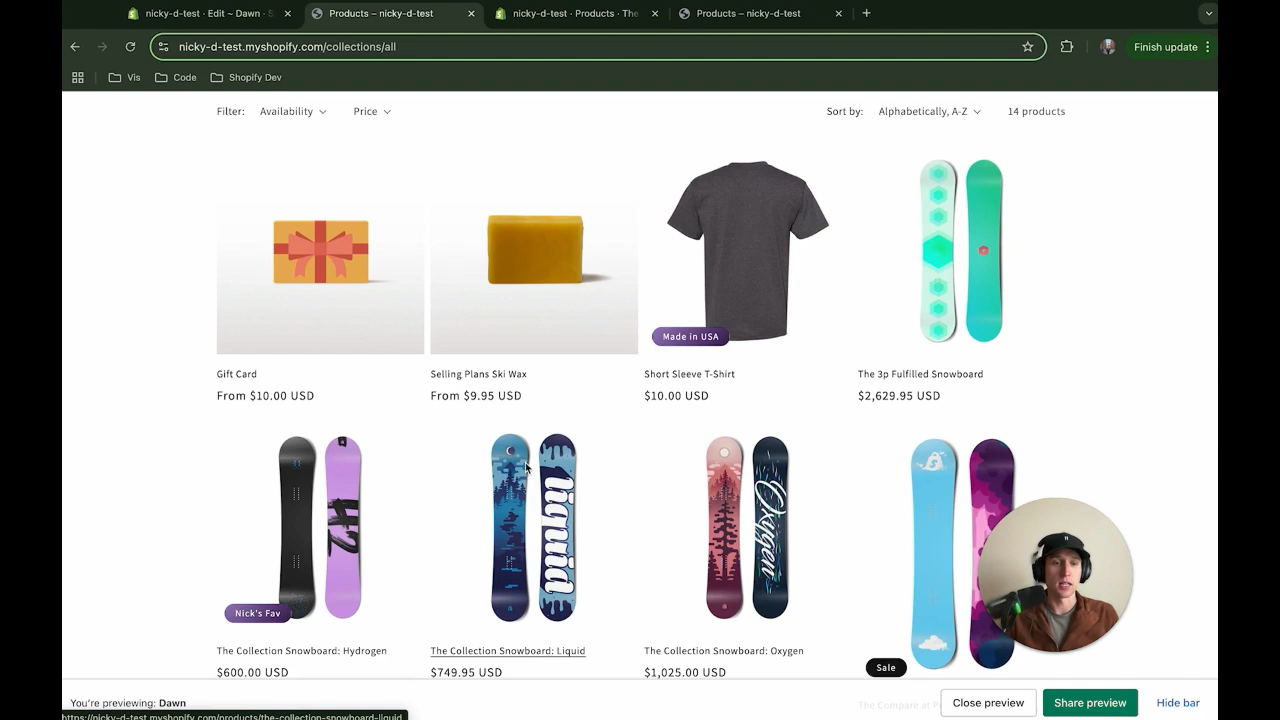 nicky-d-test · Edit ~ Dawn · S
Products – nicky-d-test
nicky-d-test · Products · The
Products – nicky-d-test
nicky-d-test.myshopify.com/collections/all
Finish update
Vis
Code
Shopify Dev
Filter:
Availability
Price
Sort by:
Alphabetically, A-Z
14 products
Made in USA
Gift Card
Selling Plans Ski Wax
Short Sleeve T-Shirt
The 3p Fulfilled Snowboard
From $10.00 USD
From $9.95 USD
$10.00 USD
$2,629.95 USD
liquid
Oxygen
Nick's Fav
The Collection Snowboard: Hydrogen
The Collection Snowboard: Liquid
The Collection Snowboard: Oxygen
Sale
$600.00 USD
$749.95 USD
$1,025.00 USD
You're previewing: Dawn
The Compare at P
Close preview
Share preview
Hide bar
https://nicky-d-test.myshopify.com/products/the-collection-snowboard-liquid